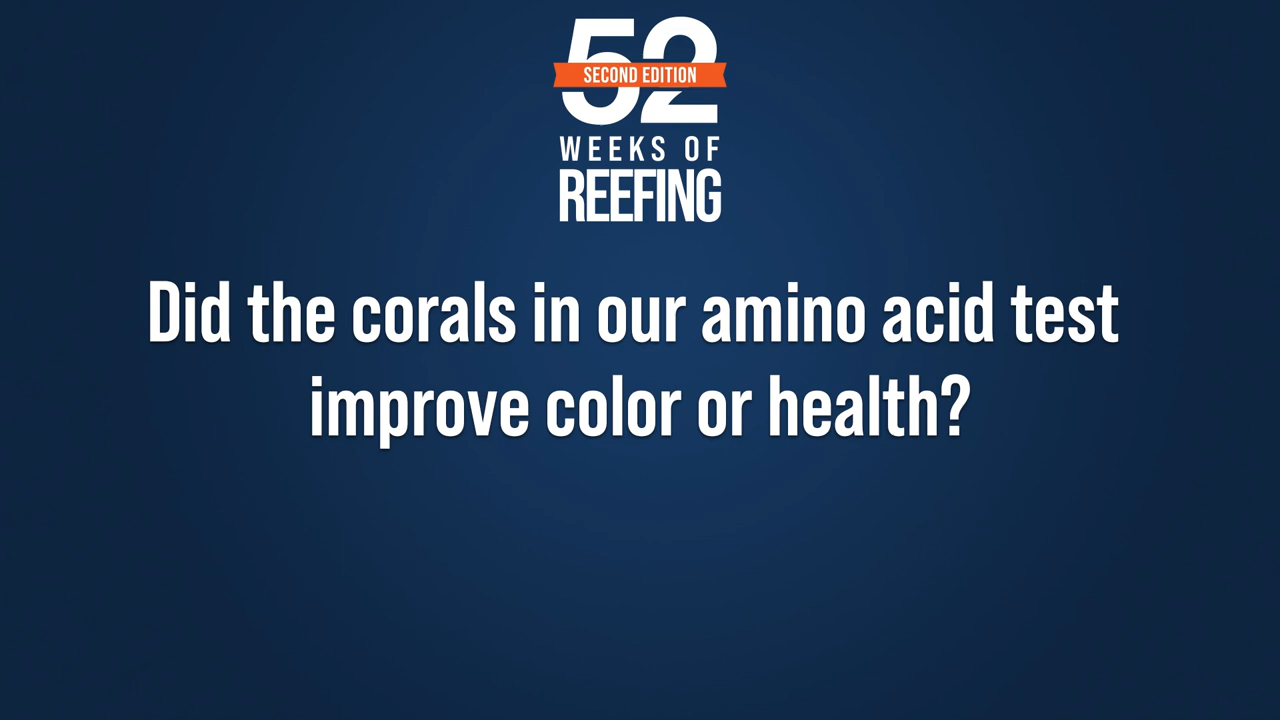 52
SECOND EDITION
WEEKS OF
REEFING
Did the corals in our amino acid test
improve color or health?